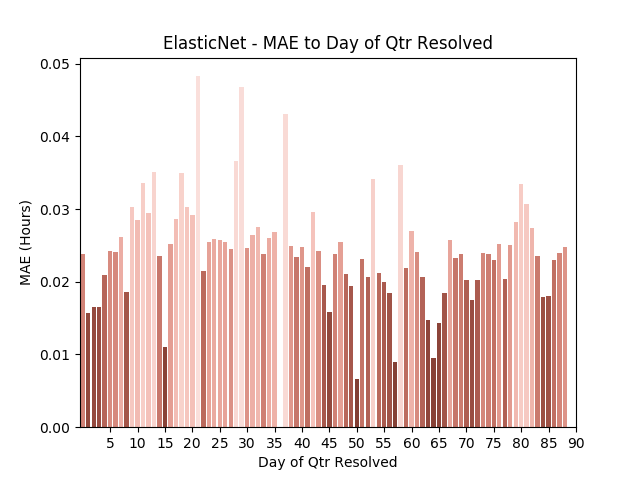 ElasticNet - MAE to Day of Qtr Resolved
0.05
0.04
0.03
0.02
0.01
0.00
MAE (Hours)
5 10 15 20 25 30 35 40 45 50 55 60 65 70 75 80 85 90
Day of Qtr Resolved